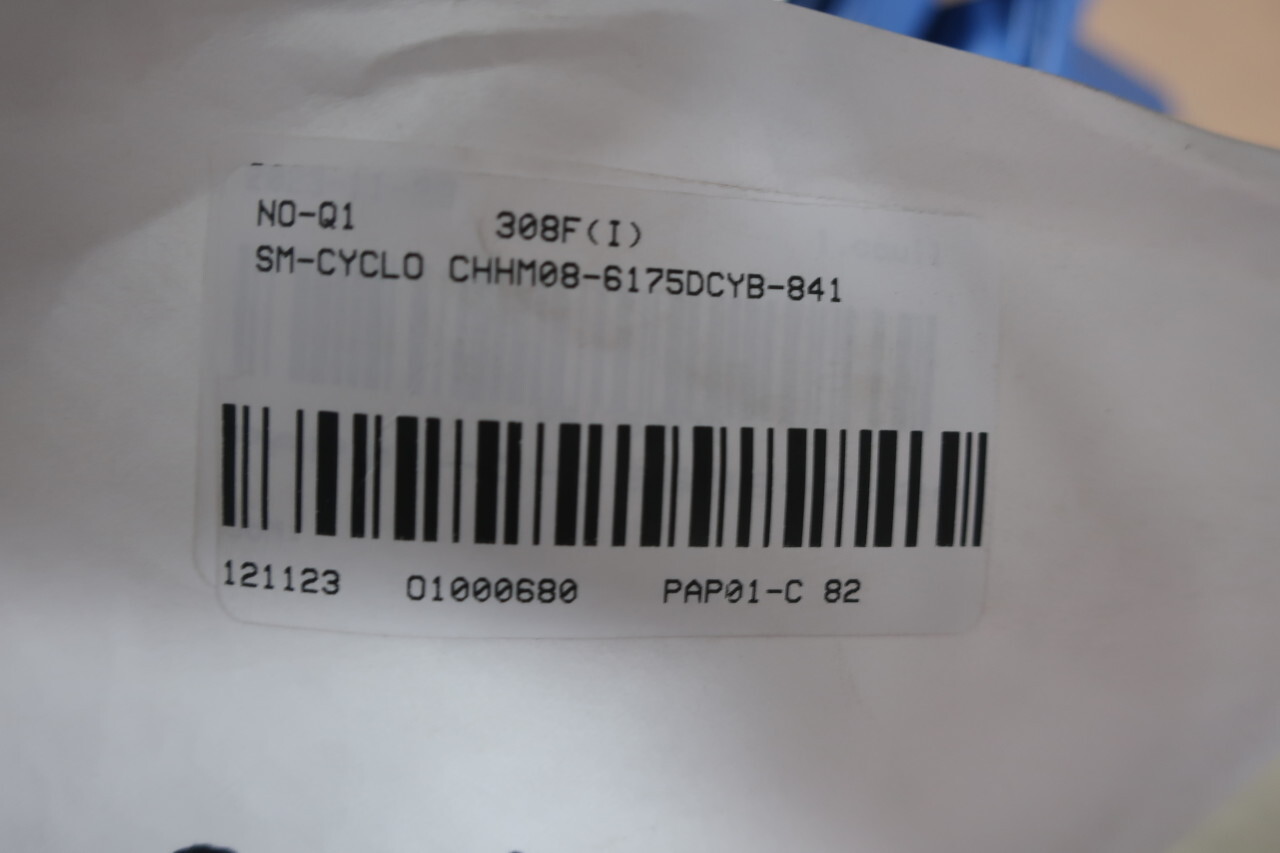 NO-Q1 308F(I)
SM-CYCLO CHHM08-6175DCYB-841
121123 01000680 PAP01-C 82